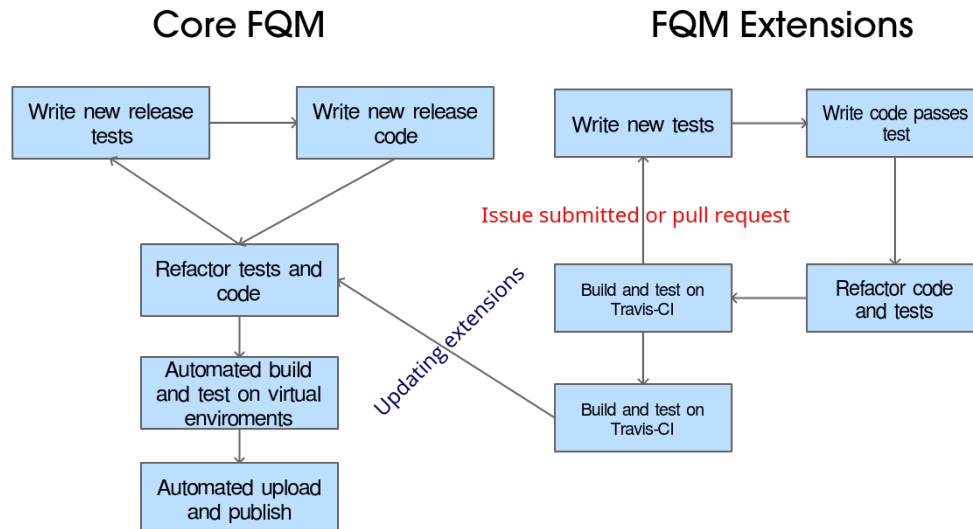 Core FQM
FQM Extensions
Write new release
tests
Write new release
code
Write new tests
Write code passes
test
Issue submitted or pull request
Refactor tests and
code
Build and test on
Travis-CI
Refactor code
and tests
Updating extensions
Automated build
and test on virtual
enviroments
Build and test on
Travis-CI
Automated upload
and publish